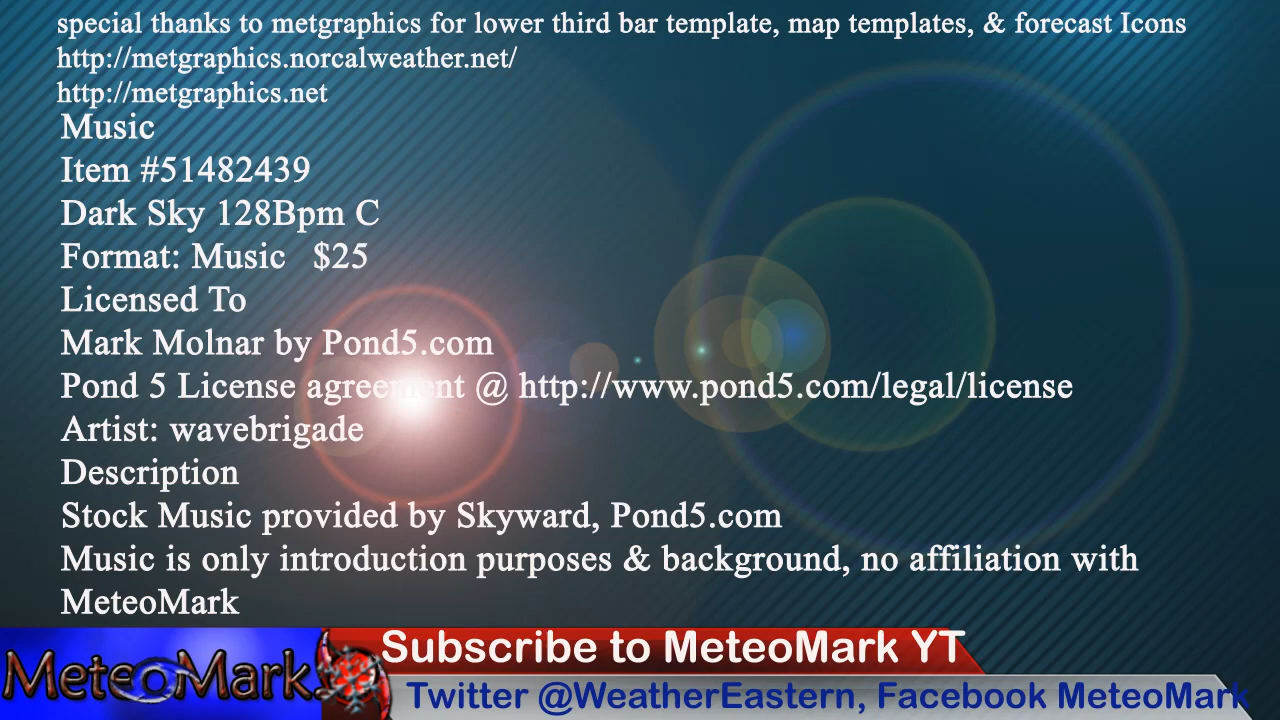 special thanks to metgraphics for lower third bar template, map templates, & forecast Icons
http://metgraphics.norcalweather.net/
http://metgraphics.net
Music
Item #51482439
Dark Sky 128Bpm C
Format: Music $25
Licensed To
Mark Molnar by Pond5.com
Pond 5 License agreement @ http://www.pond5.com/legal/license
Artist: wavebrigade
Description
Stock Music provided by Skyward, Pond5.com
Music is only introduction purposes & background, no affiliation with
MeteoMark
Subscribe to MeteoMark YT
MeteoMark
Twitter @WeatherEastern, Facebook MeteoMark